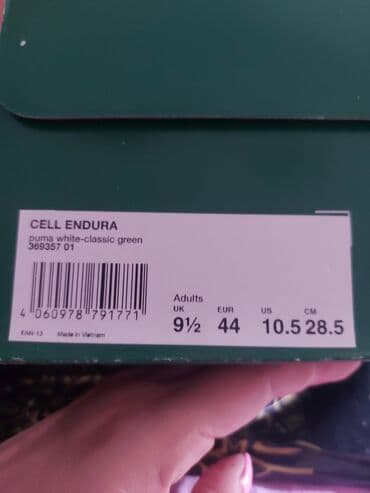 CELL ENDURA
puma white-classic green
369357 01
4 060978 791771
EAN-13 Made in Vietnam
Adults
UK EUR US CM
9½ 44 10.5 28.5